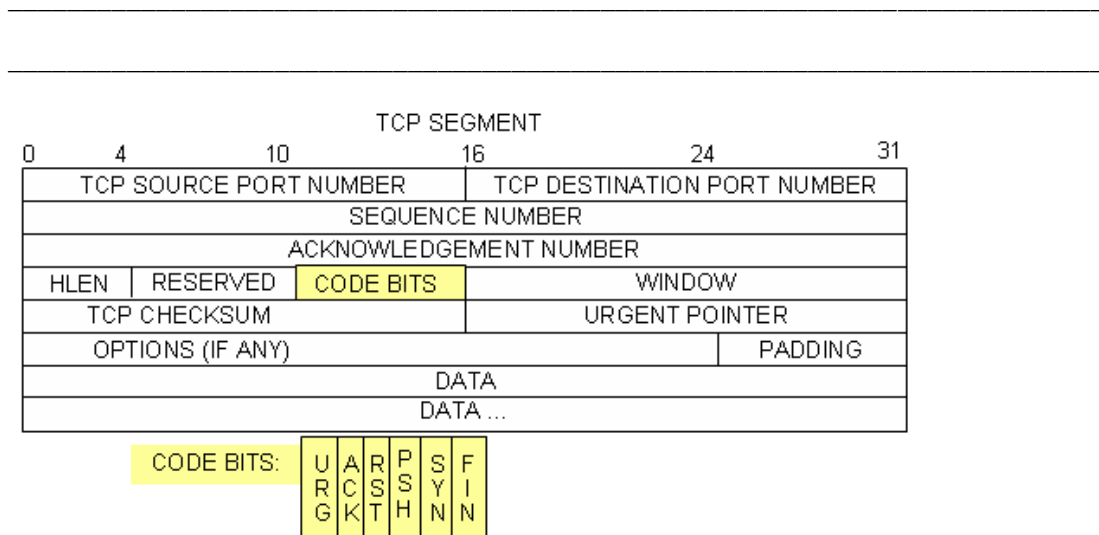 TCP SEGMENT
0 4 10 16 24 31
TCP SOURCE PORT NUMBER TCP DESTINATION PORT NUMBER
SEQUENCE NUMBER
ACKNOWLEDGEMENT NUMBER
HLEN RESERVED CODE BITS WINDOW
TCP CHECKSUM URGENT POINTER
OPTIONS (IF ANY) PADDING
DATA
DATA ...
CODE BITS: URG ACK RST PSH SYN FIN